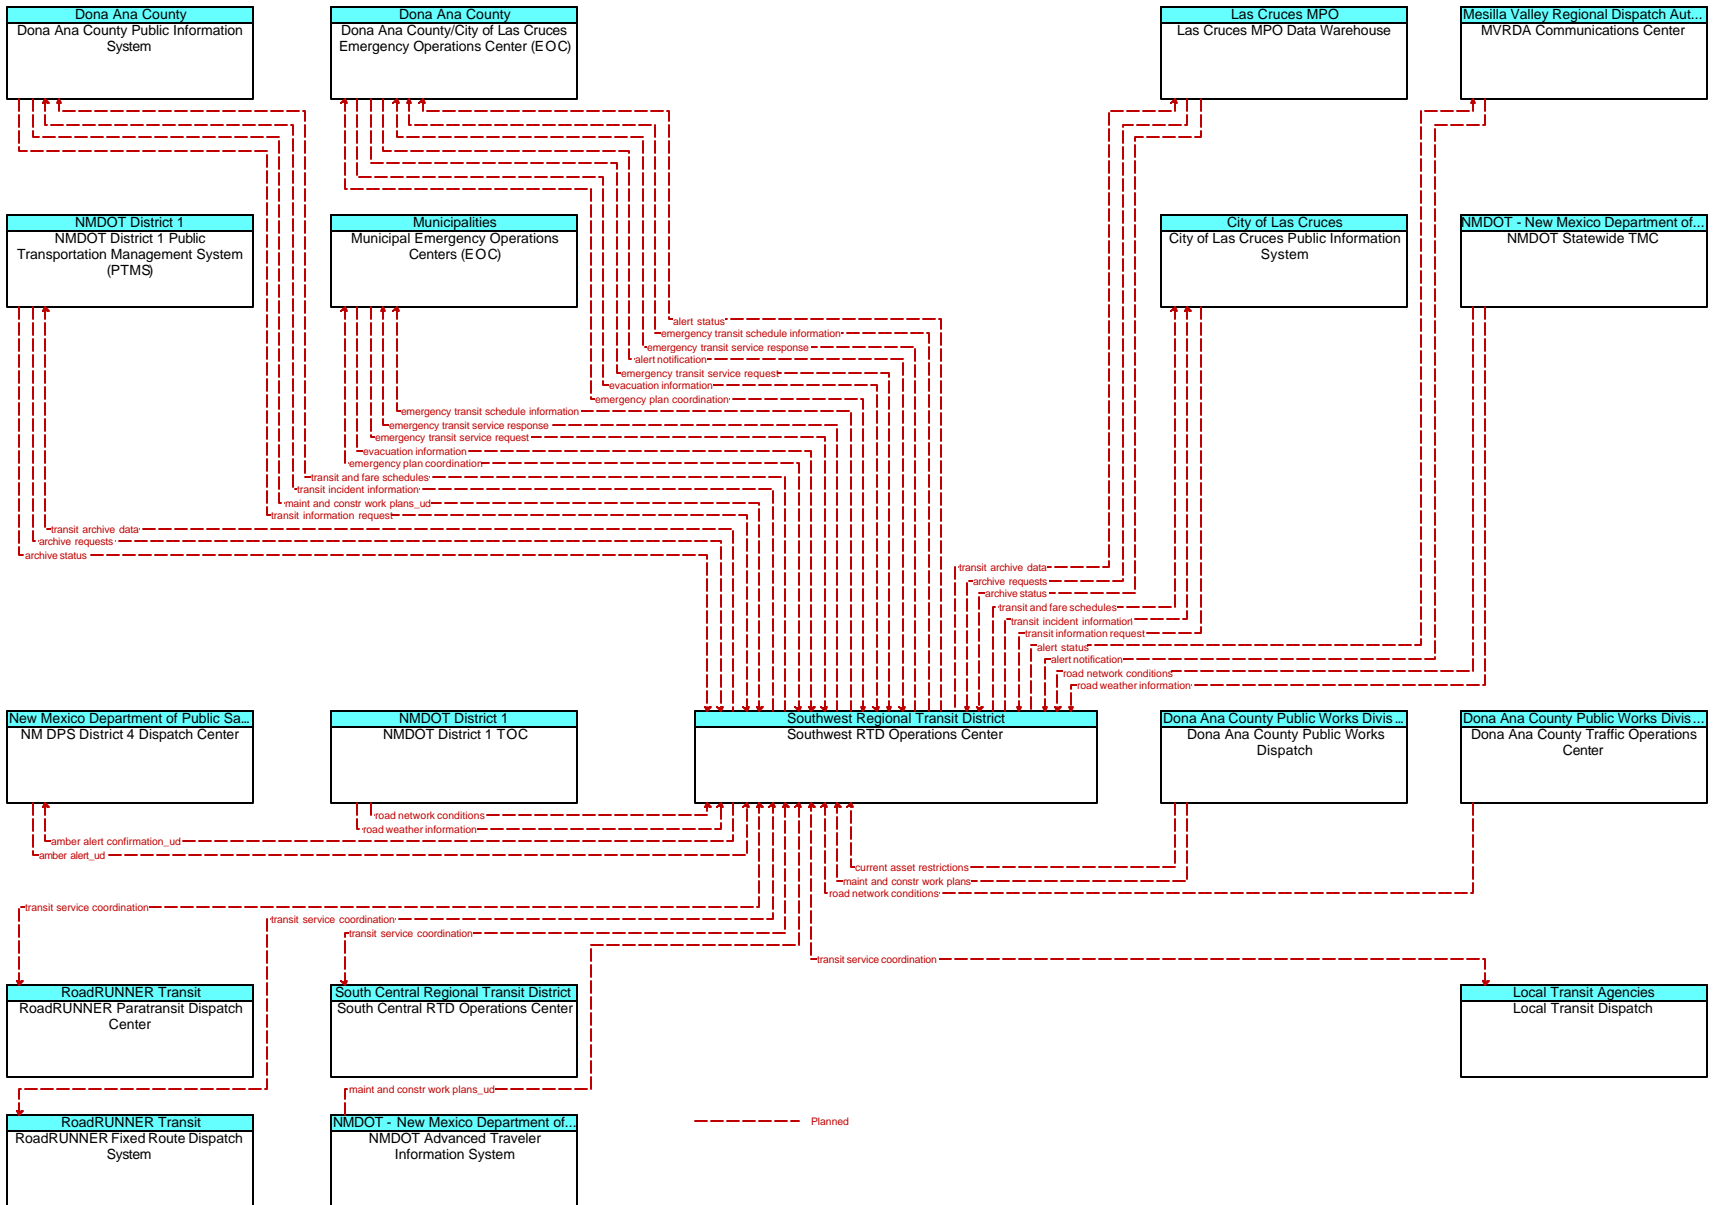 Dona Ana County
Dona Ana County Public Information
System
Dona Ana County
Dona Ana County/City of Las Cruces
Emergency Operations Center (EOC)
Las Cruces MPO
Las Cruces MPO Data Warehouse
Mesilla Valley Regional Dispatch Aut...
MVRDA Communications Center
NMDOT District 1
NMDOT District 1 Public
Transportation Management System
(PTMS)
Municipalities
Municipal Emergency Operations
Centers (EOC)
City of Las Cruces
City of Las Cruces Public Information
System
NMDOT - New Mexico Department of...
NMDOT Statewide TMC
alert status
emergency transit schedule information
emergency transit service response
alert notification
emergency transit service request
evacuation information
emergency plan coordination
emergency transit schedule information
emergency transit service response
emergency transit service request
evacuation information
emergency plan coordination
transit and fare schedules
transit incident information
maint and constr work plans_ud
transit information request
transit archive data
archive requests
archive status
transit archive data
archive requests
archive status
transit and fare schedules
transit incident information
transit information request
alert status
alert notification
road network conditions
road weather information
New Mexico Department of Public Sa...
NM DPS District 4 Dispatch Center
NMDOT District 1
NMDOT District 1 TOC
Southwest Regional Transit District
Southwest RTD Operations Center
Dona Ana County Public Works Divis...
Dona Ana County Public Works
Dispatch
Dona Ana County Public Works Divis...
Dona Ana County Traffic Operations
Center
road network conditions
road weather information
amber alert confirmation_ud
amber alert_ud
current asset restrictions
maint and constr work plans
road network conditions
transit service coordination
transit service coordination
transit service coordination
transit service coordination
RoadRUNNER Transit
RoadRUNNER Paratransit Dispatch
Center
South Central Regional Transit District
South Central RTD Operations Center
Local Transit Agencies
Local Transit Dispatch
maint and constr work plans_ud
RoadRUNNER Transit
RoadRUNNER Fixed Route Dispatch
System
NMDOT - New Mexico Department of...
NMDOT Advanced Traveler
Information System
Planned